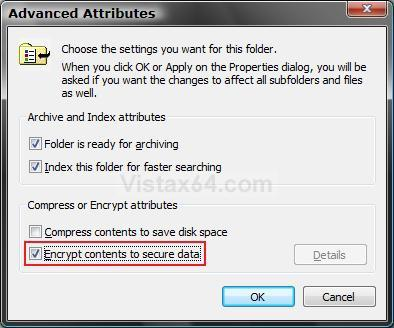 Advanced Attributes
Choose the settings you want for this folder.
When you click OK or Apply on the Properties dialog, you will be
asked if you want the changes to affect all subfolders and files
as well.
Archive and Index attributes
Folder is ready for archiving
Index this folder for faster searching
Vistax64.com
Compress or Encrypt attributes
Compress contents to save disk space
Encrypt contents to secure data
Details
OK
Cancel